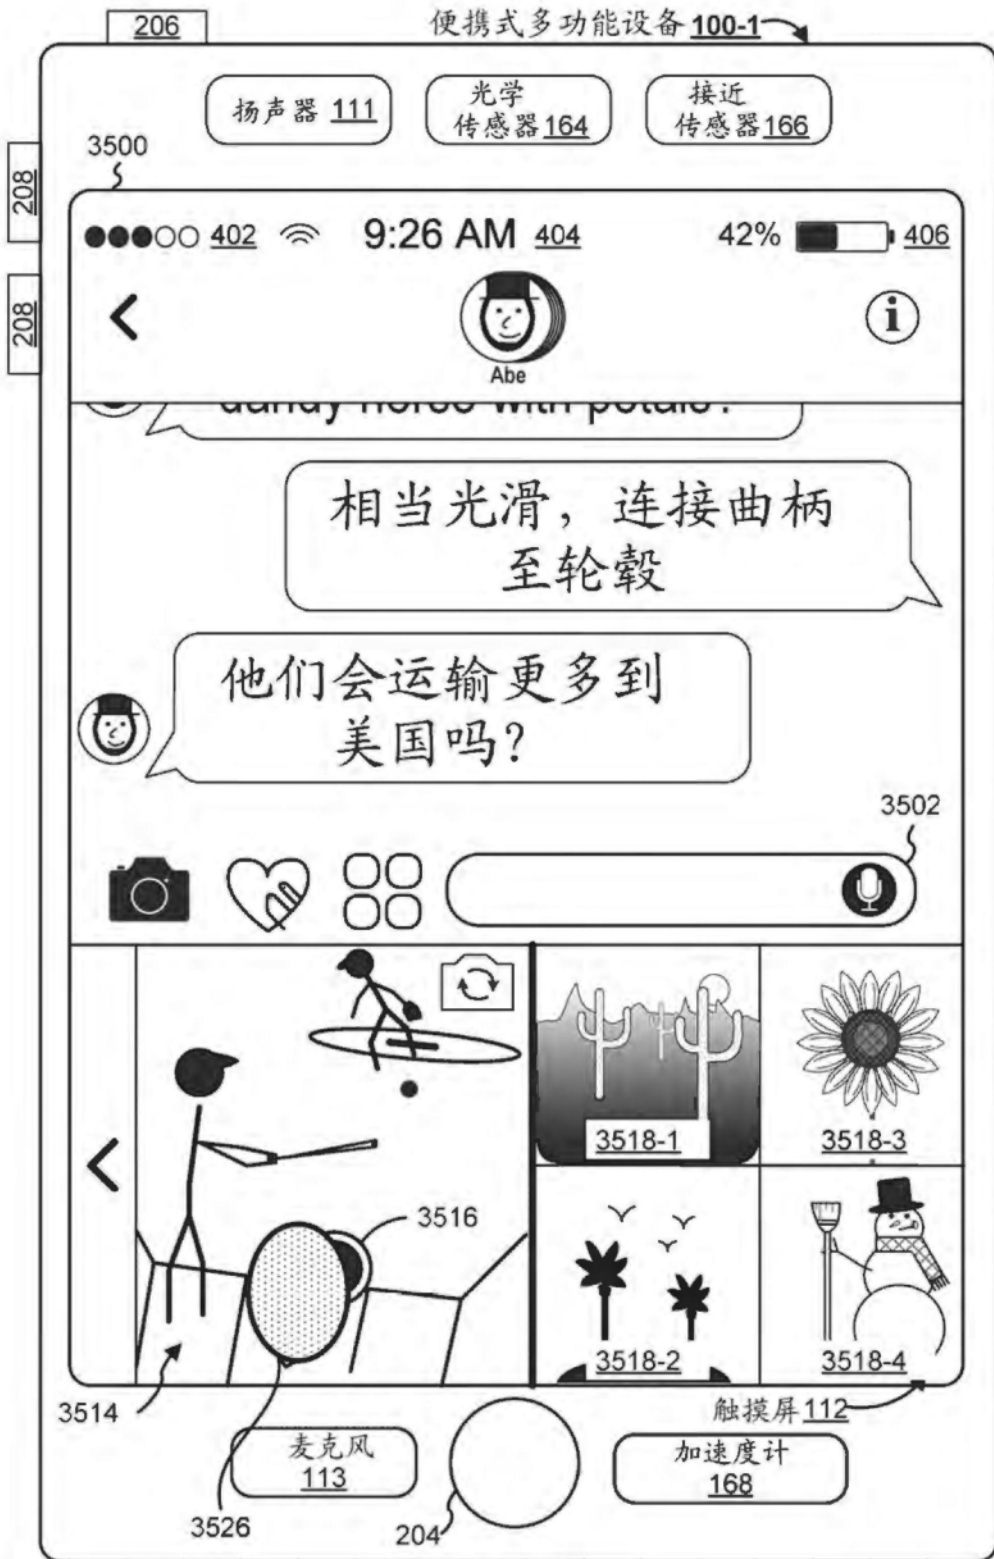 206
便携式多功能设备 100-1
扬声器 111
光学
传感器 164
接近
传感器 166
3500
208
208
402
9:26 AM 404
42%
406
i
Abe
dandy horse with petals?
相当光滑，连接曲柄
至轮毂
他们会运输更多到
美国吗？
3502
3518-1
3518-3
3516
3518-2
3518-4
3514
触摸屏 112
麦克风
113
加速度计
168
3526
204